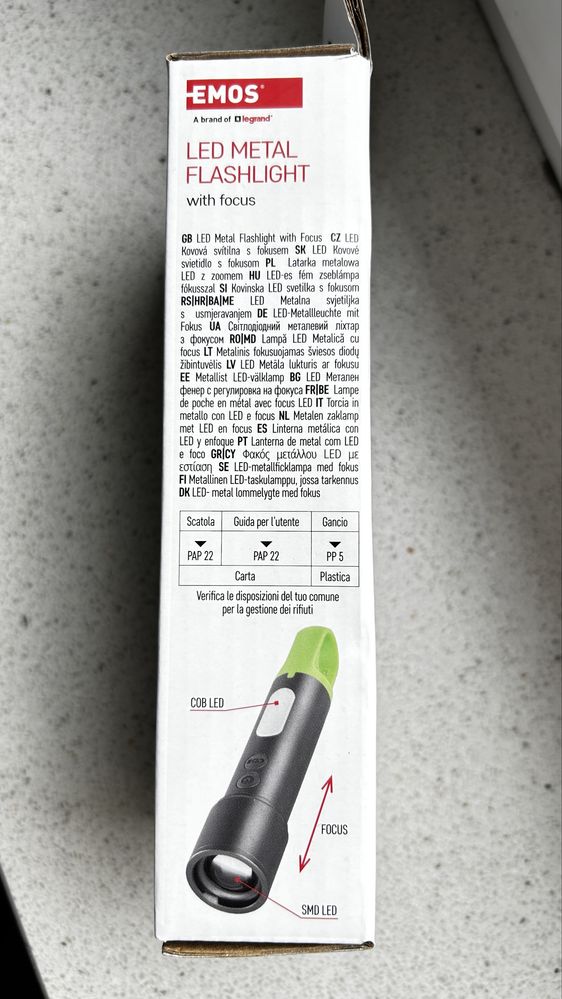 EMOS®
A brand of legrand®
LED METAL
FLASHLIGHT
with focus
GB LED Metal Flashlight with Focus CZ LED
Kovová svítilna s fokusem SK LED Kovové
svietidlo s fokusom PL Latarka metalowa
LED z zoomem HU LED-es fém zseblámpa
fókusszal SI Kovinska LED svetilka s fokusom
RS|HR|BA|ME LED Metalna svjetiljka
s usmjeravanjem DE LED-Metallleuchte mit
Fokus UA Світлодіодний металевий ліхтар
з фокусом RO|MD Lampă LED Metalică cu
focus LT Metalinis fokusuojamas šviesos diodų
žibintuvėlis LV LED Metāla lukturis ar fokusu
EE Metallist LED-välklamp BG LED Метален
фенер с регулировка на фокуса FR|BE Lampe
de poche en métal avec focus LED IT Torcia in
metallo con LED e focus NL Metalen zaklamp
met LED en focus ES Linterna metálica con
LED y enfoque PT Lanterna de metal com LED
e foco GR|CY Φακός μετάλλου LED με
εστίαση SE LED-metallficklampa med fokus
FI Metallinen LED-taskulamppu, jossa tarkennus
DK LED- metal lommelygte med fokus
Scatola Guida per l'utente Gancio
PAP 22 PAP 22 PP 5
Carta Plastica
Verifica le disposizioni del tuo comune
per la gestione dei rifiuti
COB LED
FOCUS
SMD LED